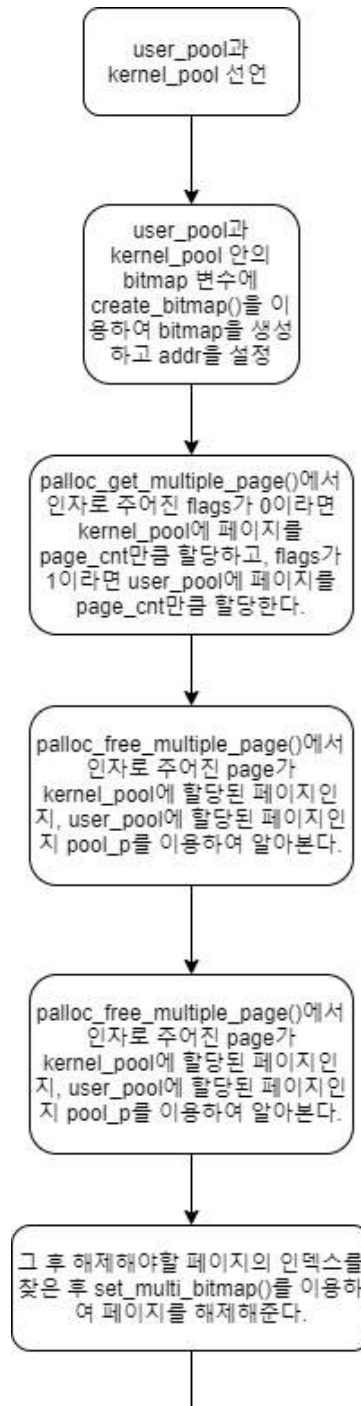 user_pool과
kernel_pool 선언
user_pool과
kernel_pool 안의
bitmap 변수에
create_bitmap()을 이
용하여 bitmap을 생성
하고 addr을 설정
palloc_get_multiple_page()에서
인자로 주어진 flags가 0이라면
kernel_pool에 페이지를
page_cnt만큼 할당하고, flags가
1이라면 user_pool에 페이지를
page_cnt만큼 할당한다.
palloc_free_multiple_page()에서
인자로 주어진 page가
kernel_pool에 할당된 페이지인
지, user_pool에 할당된 페이지인
지 pool_p를 이용하여 알아본다.
palloc_free_multiple_page()에서
인자로 주어진 page가
kernel_pool에 할당된 페이지인
지, user_pool에 할당된 페이지인
지 pool_p를 이용하여 알아본다.
그 후 해제해야할 페이지의 인덱스를
찾은 후 set_multi_bitmap()를 이용하
여 페이지를 해제해준다.